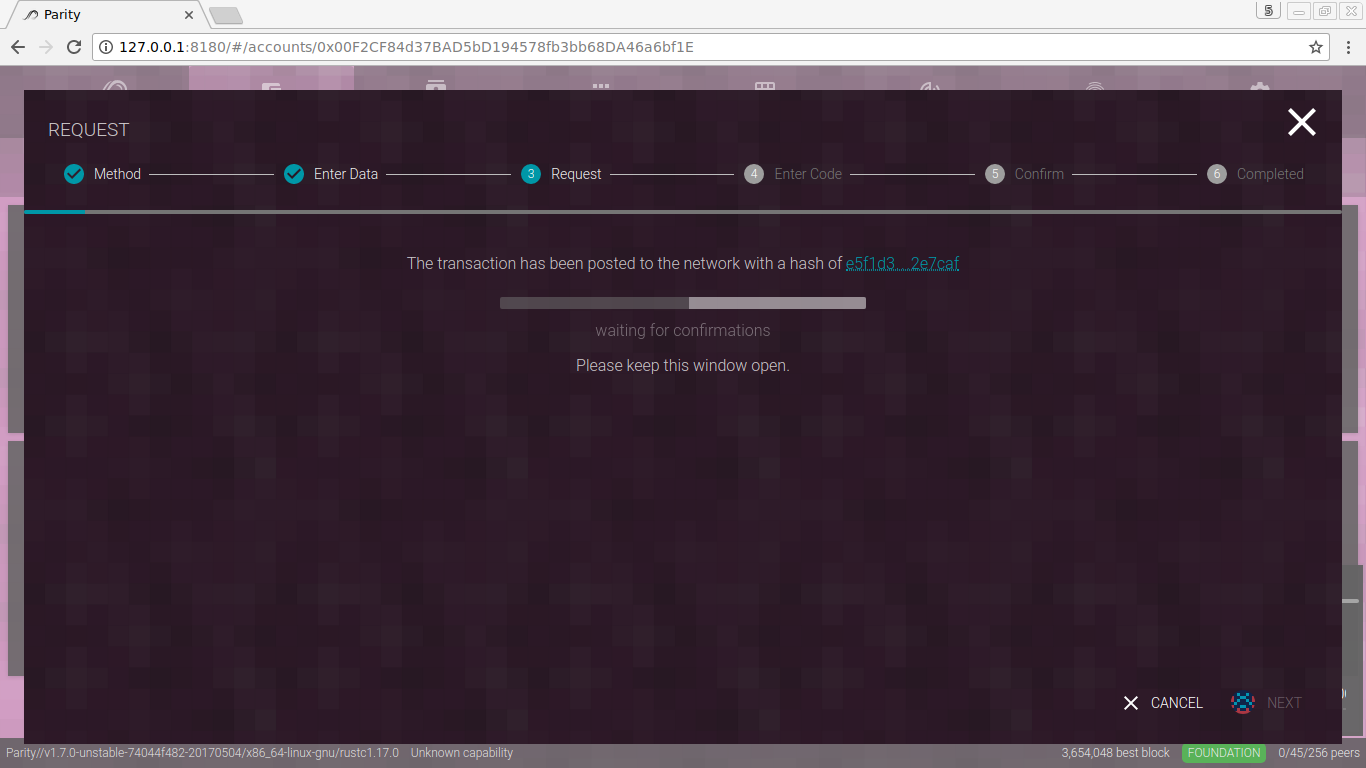 Parity
5
127.0.0.1:8180/#/accounts/0x00F2CF84d37BAD5bD194578fb3bb68DA46a6bf1E
REQUEST
Method
Enter Data
3 Request
4 Enter Code
5 Confirm
6 Completed
The transaction has been posted to the network with a hash of e5f1d3...2e7caf
waiting for confirmations
Please keep this window open.
CANCEL
NEXT
Parity//v1.7.0-unstable-74044f482-20170504/x86_64-linux-gnu/rustc1.17.0 Unknown capability
3,654,048 best block FOUNDATION 0/45/256 peers